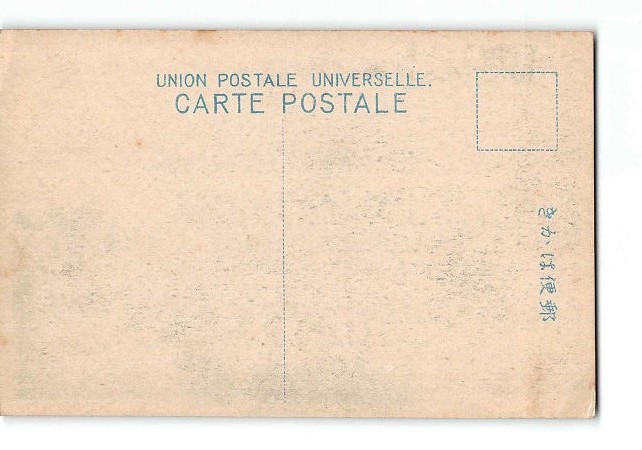 UNION POSTALE UNIVERSELLE.
CARTE POSTALE
きかは便郵